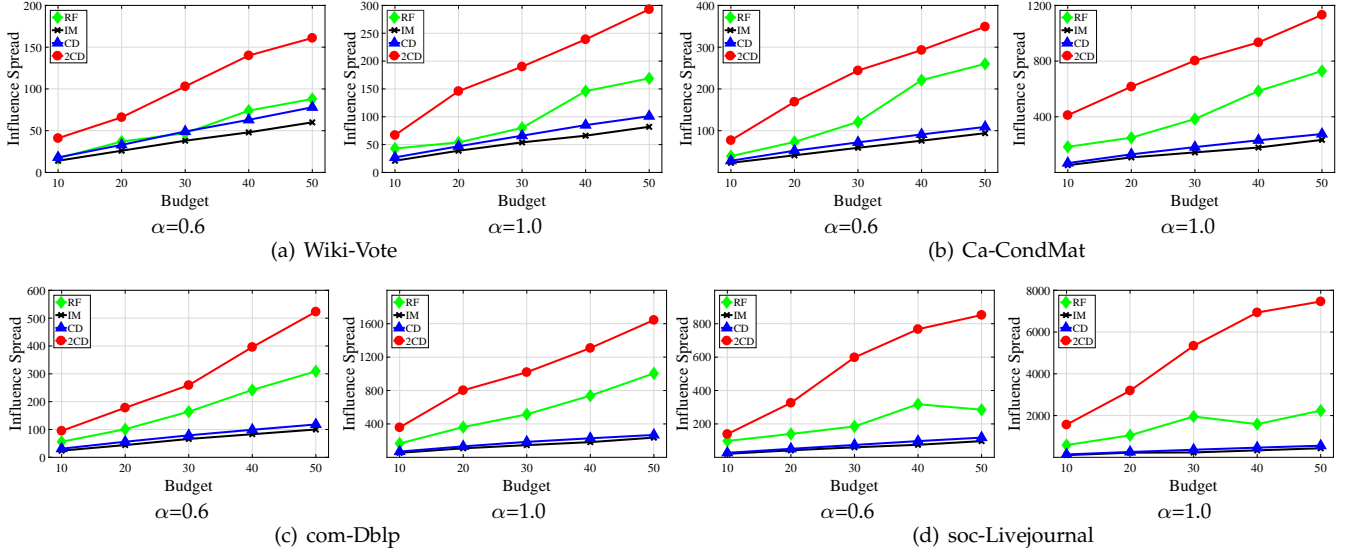 200
150
100
50
0
Influence Spread
RF
IM
CD
2CD
10 20 30 40 50
Budget
α=0.6
300
250
200
150
100
50
0
Influence Spread
RF
IM
CD
2CD
10 20 30 40 50
Budget
α=1.0
(a) Wiki-Vote
400
300
200
100
Influence Spread
RF
IM
CD
2CD
10 20 30 40 50
Budget
α=0.6
1200
800
400
Influence Spread
RF
IM
CD
2CD
10 20 30 40 50
Budget
α=1.0
(b) Ca-CondMat
600
500
400
300
200
100
0
Influence Spread
RF
IM
CD
2CD
10 20 30 40 50
Budget
α=0.6
1600
1200
800
400
Influence Spread
RF
IM
CD
2CD
10 20 30 40 50
Budget
α=1.0
(c) com-Dblp
800
600
400
200
Influence Spread
RF
IM
CD
2CD
10 20 30 40 50
Budget
α=0.6
8000
6000
4000
2000
Influence Spread
RF
IM
CD
2CD
10 20 30 40 50
Budget
α=1.0
(d) soc-Livejournal